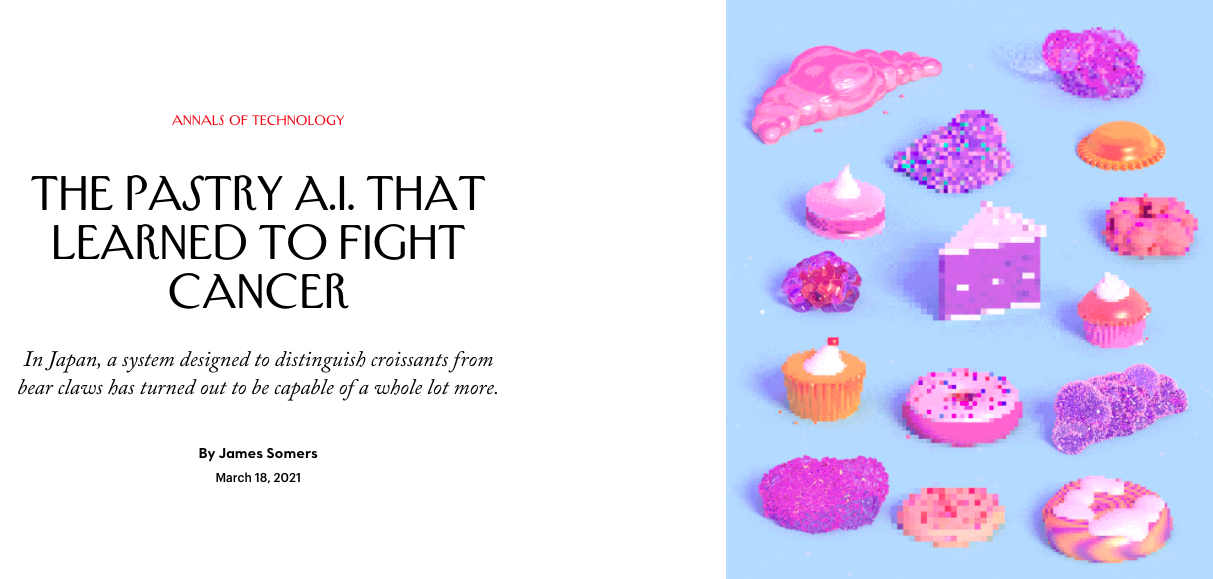 ANNALS OF TECHNOLOGY
THE PASTRY A.I. THAT
LEARNED TO FIGHT
CANCER
In Japan, a system designed to distinguish croissants from
bear claws has turned out to be capable of a whole lot more.
By James Somers
March 18, 2021